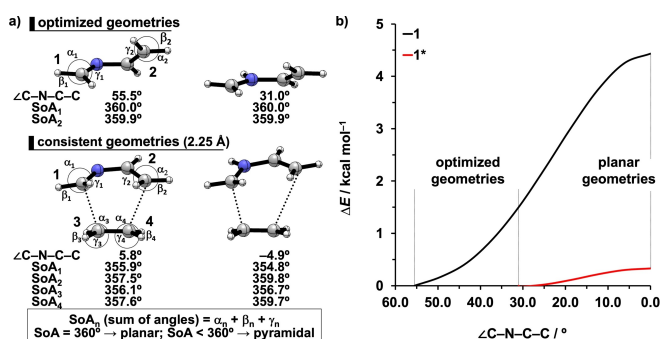 a)
optimized geometries
α1
β1
γ1
γ2
β2
α2
1
2
∠C–N–C–C 55.5º 31.0º
SoA1 360.0º 360.0º
SoA2 359.9º 359.9º
consistent geometries (2.25 Å)
1
2
α1
β1
γ1
γ2
α2
β2
3
4
α3
α4
β3
γ3
γ4
β4
∠C–N–C–C 5.8º –4.9º
SoA1 355.9º 354.8º
SoA2 357.5º 359.8º
SoA3 356.1º 356.7º
SoA4 357.6º 359.7º
SoAn (sum of angles) = αn + βn + γn
SoA = 360º → planar; SoA < 360º → pyramidal
b)
1
1*
optimized
geometries
planar
geometries
ΔE / kcal mol–1
5
4
3
2
1
0
60.0 50.0 40.0 30.0 20.0 10.0 0.0
∠C–N–C–C / º